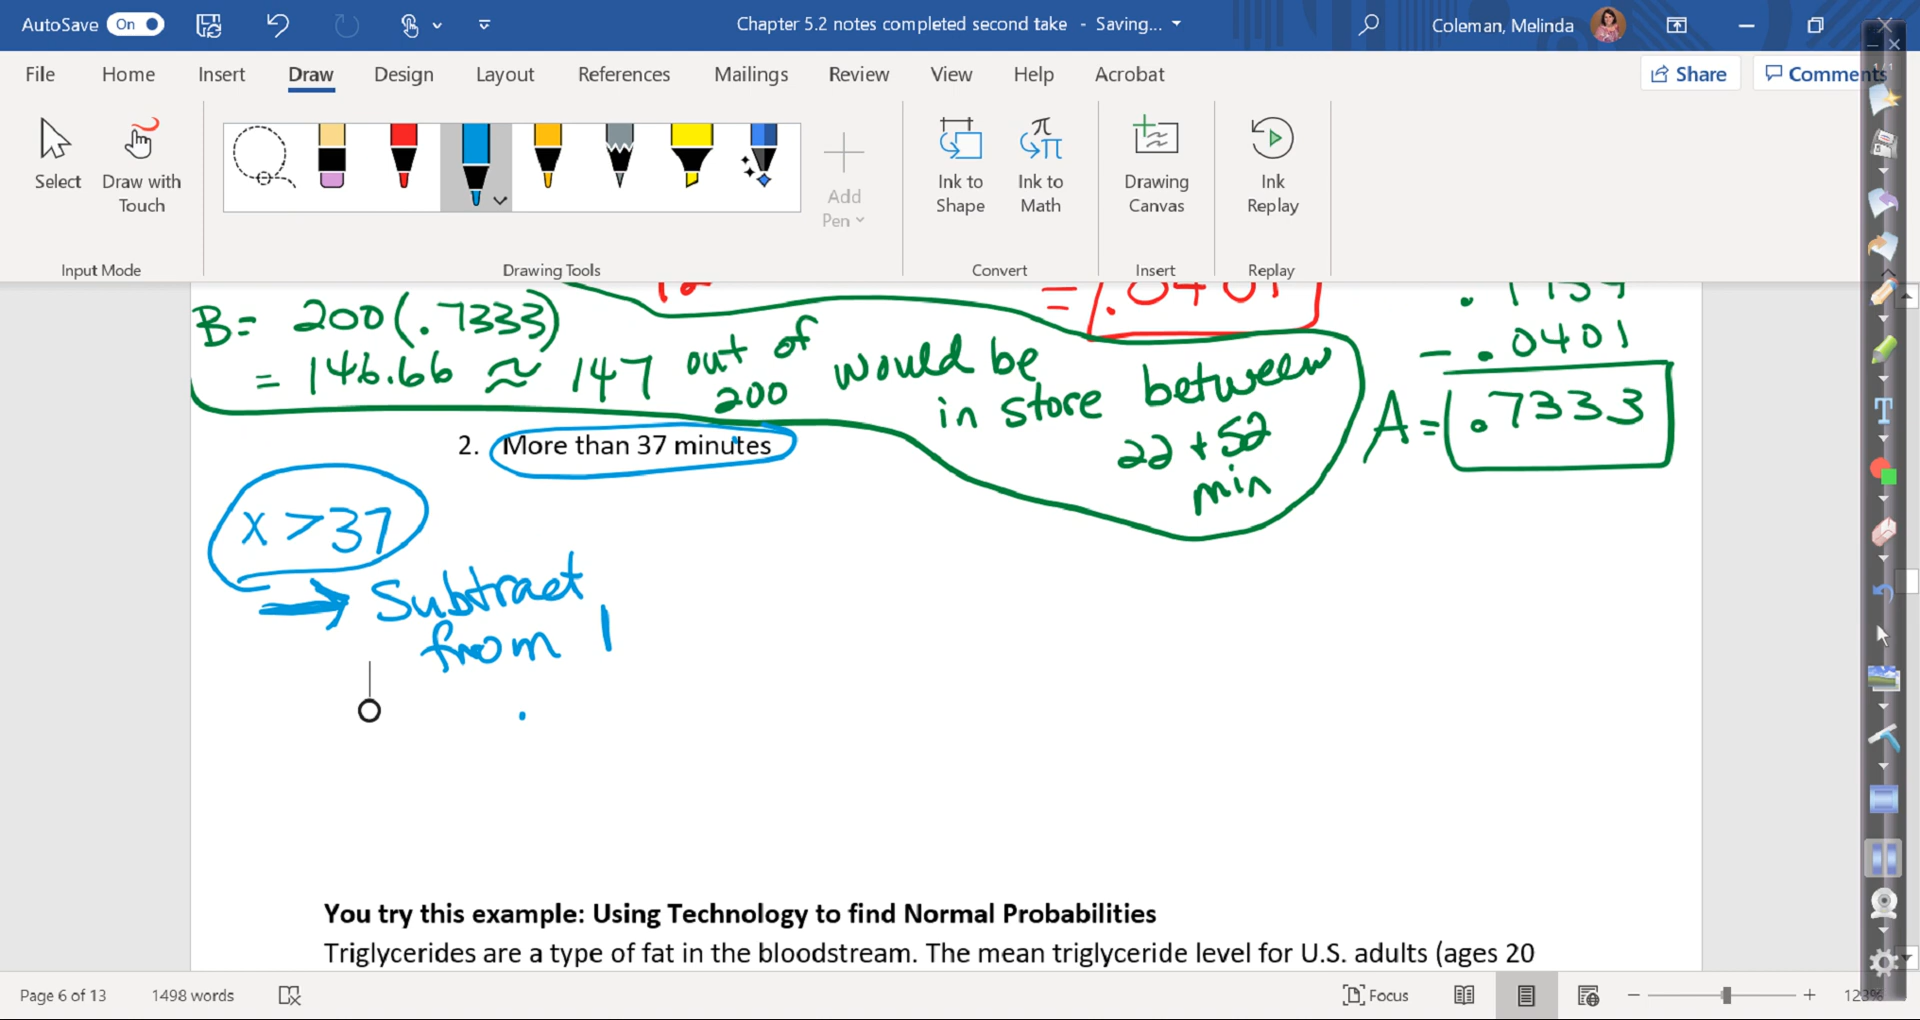 AutoSave On
Chapter 5.2 notes completed second take - Saving...
Coleman, Melinda
File Home Insert Draw Design Layout References Mailings Review View Help Acrobat
Share Comments
Select
Draw with Touch
Add Pen
Ink to Shape
Ink to Math
Drawing Canvas
Ink Replay
Input Mode Drawing Tools Convert Insert Replay
B = 200(.7333)
= 146.66 ≈ 147 out of 200 would be in store between 22 + 52 min
= .0401
- .0401
A = .7333
2. More than 37 minutes
x > 37
→ Subtract
from 1
You try this example: Using Technology to find Normal Probabilities
Triglycerides are a type of fat in the bloodstream. The mean triglyceride level for U.S. adults (ages 20
Page 6 of 13 1498 words Focus